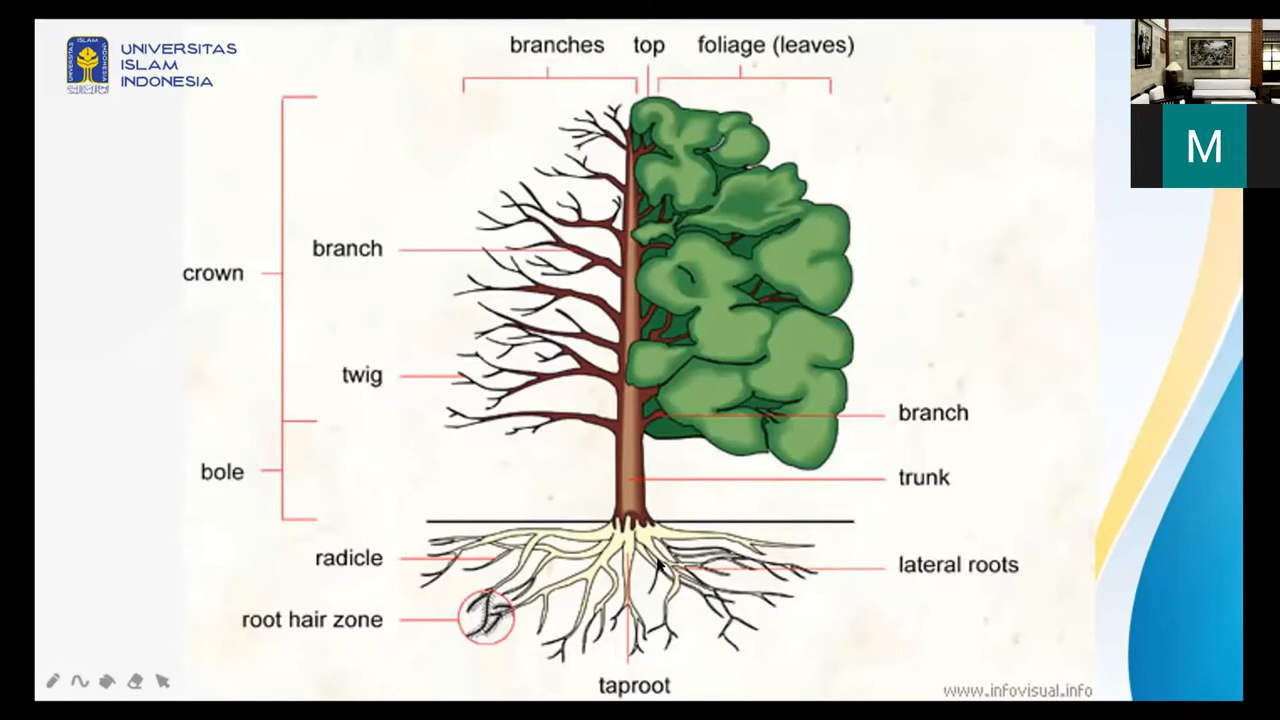 UNIVERSITAS
ISLAM
INDONESIA
branches top foliage (leaves)
branch
crown
twig
branch
bole
trunk
radicle
lateral roots
root hair zone
taproot
www.infovisual.info
M